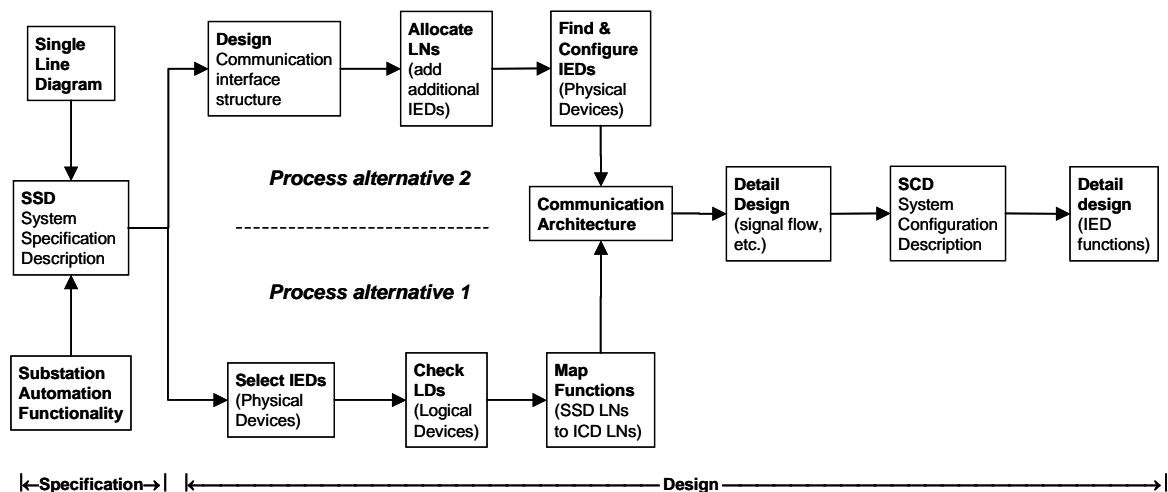 Single
Line
Diagram
SSD
System
Specification
Description
Substation
Automation
Functionality
Design
Communication
interface
structure
Allocate
LNs
(add
additional
IEDs)
Find &
Configure
IEDs
(Physical
Devices)
Process alternative 2
Process alternative 1
Select IEDs
(Physical
Devices)
Check
LDs
(Logical
Devices)
Map
Functions
(SSD LNs
to ICD LNs)
Communication
Architecture
Detail
Design
(signal flow,
etc.)
SCD
System
Configuration
Description
Detail
design
(IED
functions)
Specification
Design